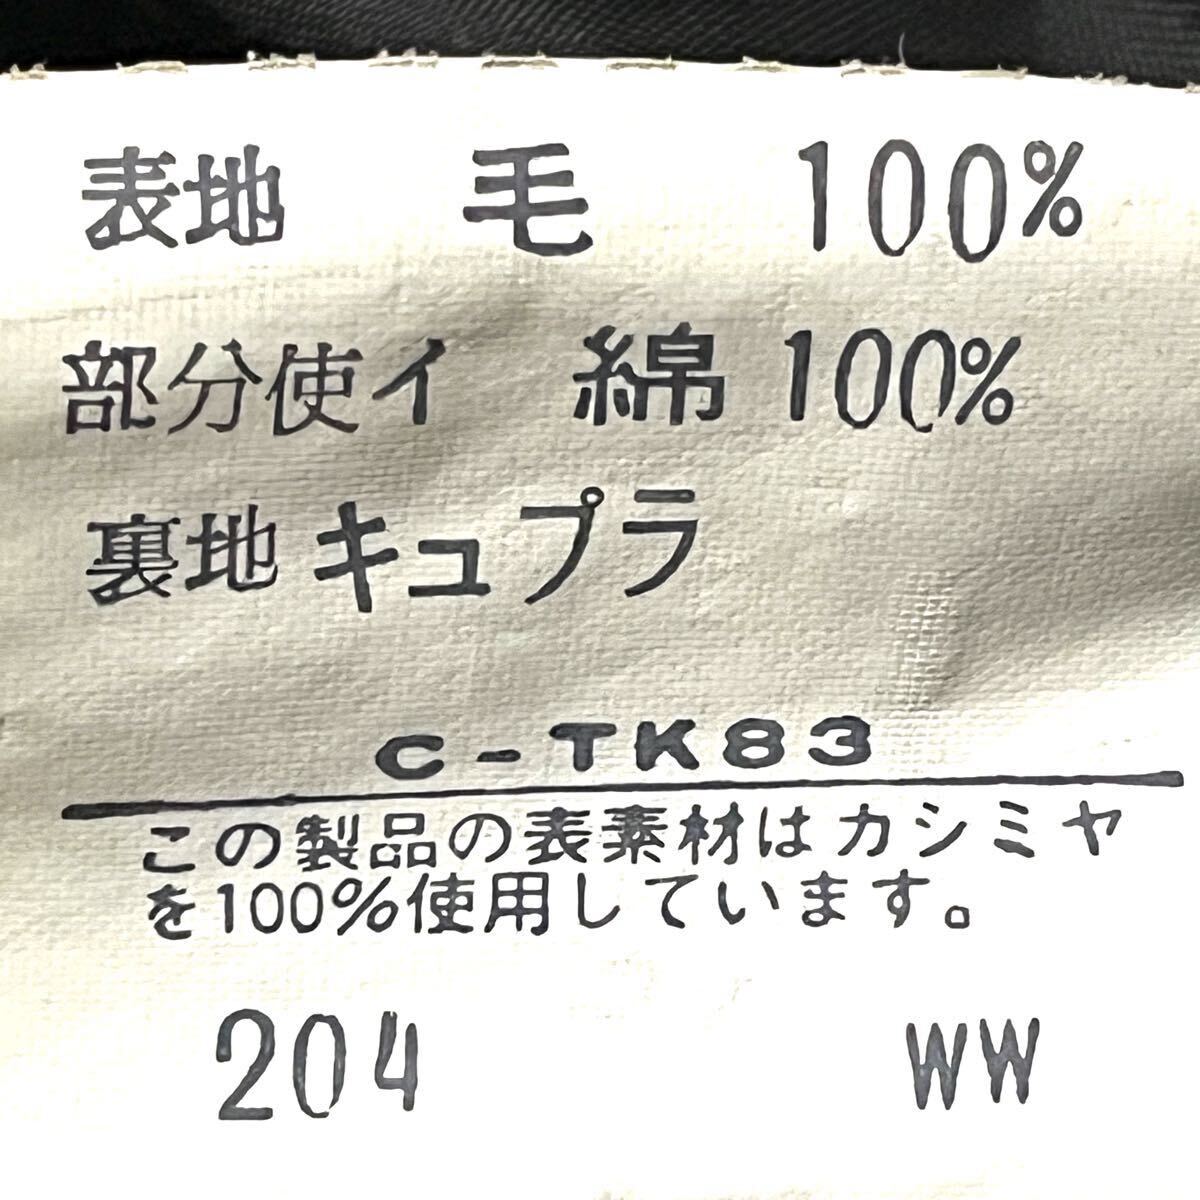 表地 毛 100%
部分使イ 綿 100%
裏地 キュプラ
C-TK83
この製品の表素材はカシミヤ
を100%使用しています。
204 WW